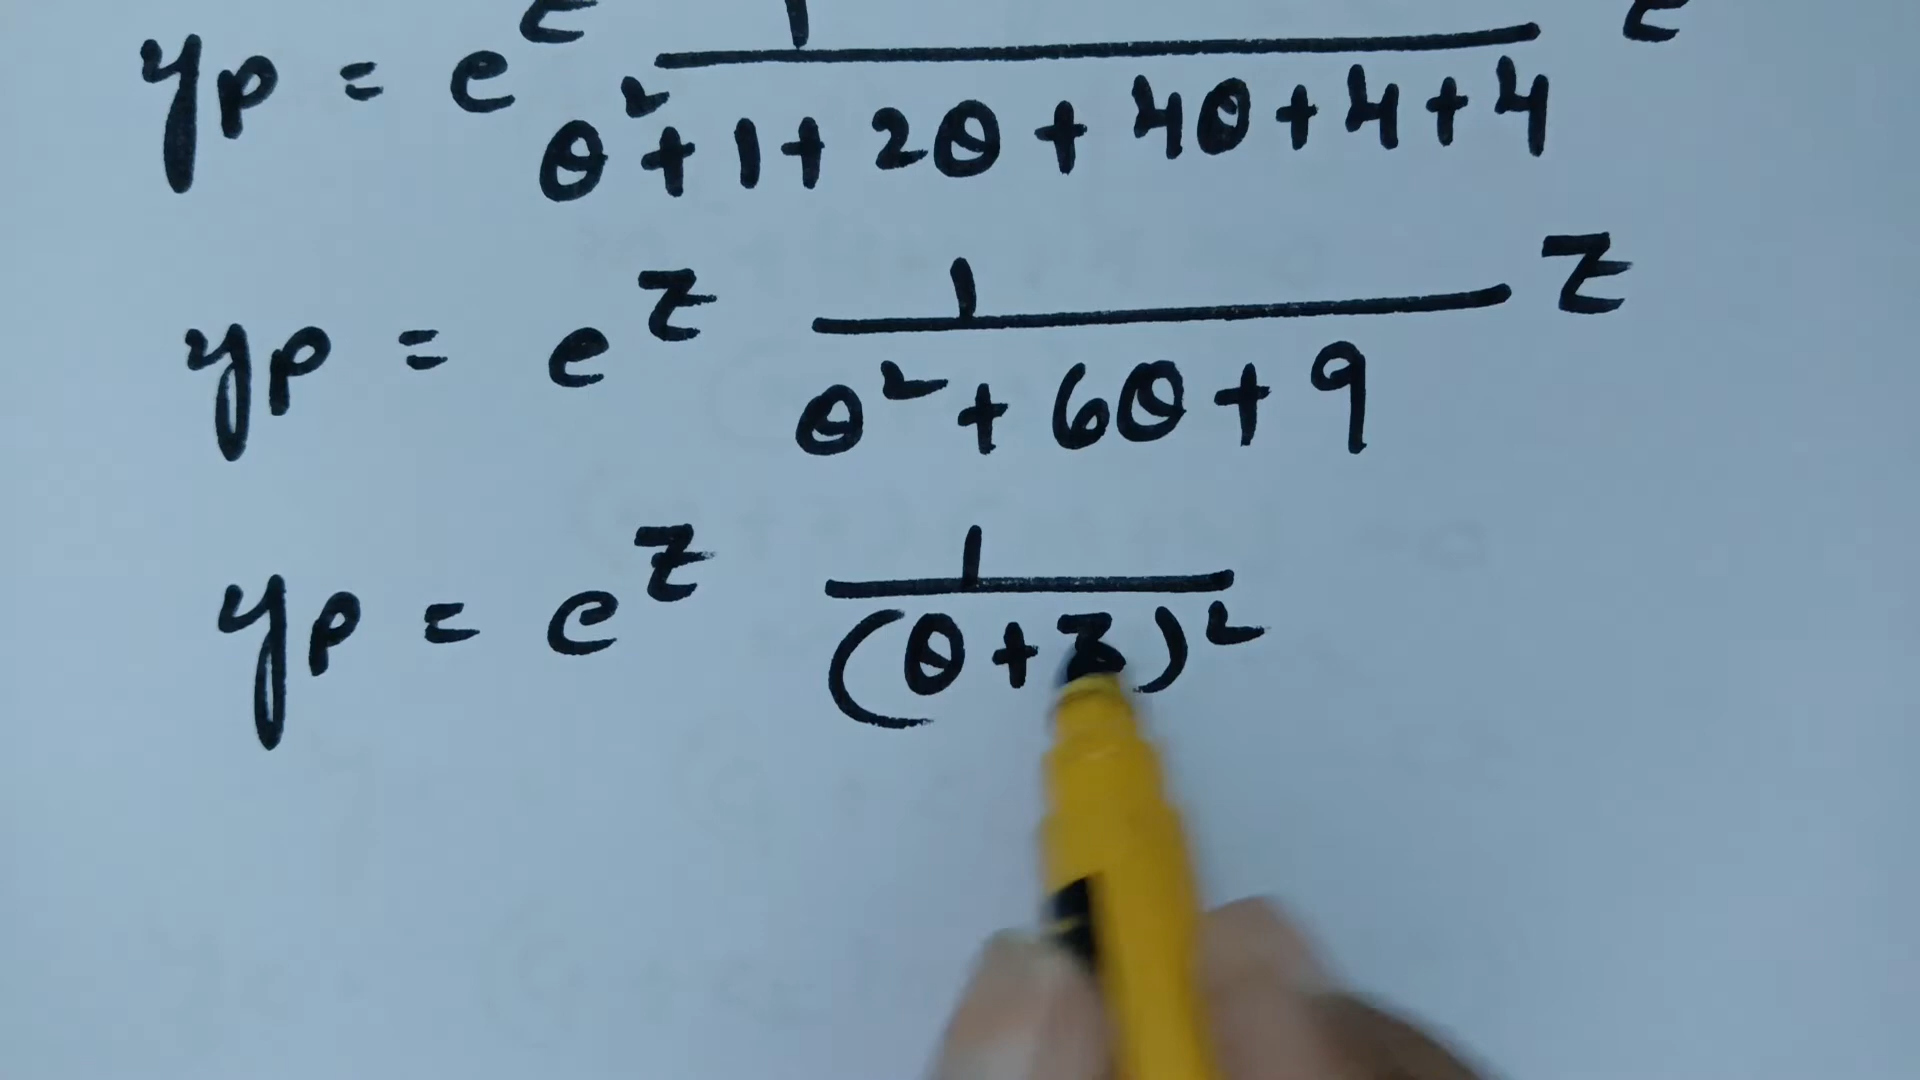 yp = e^z 1/(θ²+1+2θ+4θ+4+4) z
yp = e^z 1/(θ²+6θ+9) z
yp = e^z 1/(θ+3)²